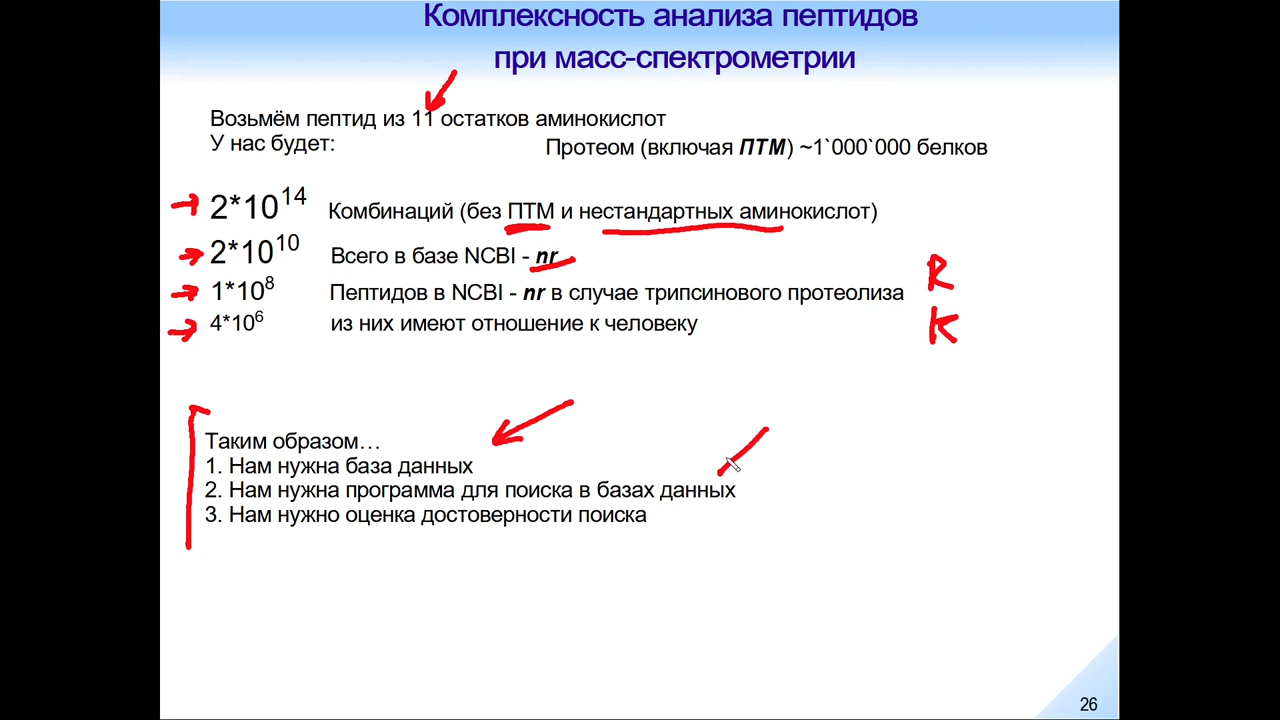 Комплексность анализа пептидов
при масс-спектрометрии
Возьмём пептид из 11 остатков аминокислот
У нас будет:
Протеом (включая ПТМ) ~1`000`000 белков
2*10^14 Комбинаций (без ПТМ и нестандартных аминокислот)
2*10^10 Всего в базе NCBI - nr
1*10^8 Пептидов в NCBI - nr в случае трипсинового протеолиза
4*10^6 из них имеют отношение к человеку
R
K
Таким образом…
1. Нам нужна база данных
2. Нам нужна программа для поиска в базах данных
3. Нам нужно оценка достоверности поиска
26